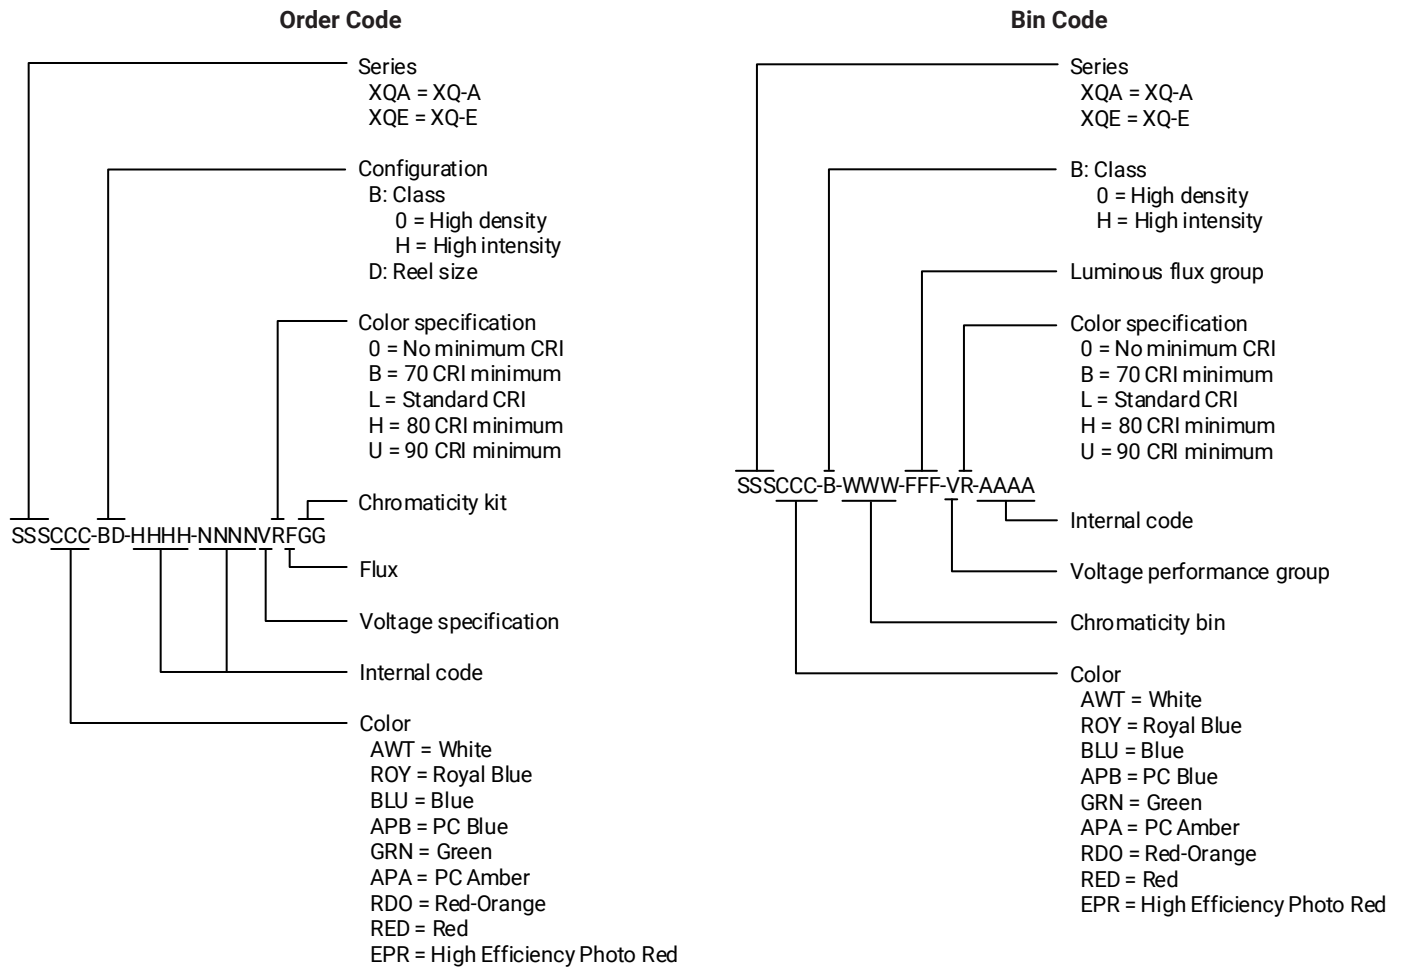 Order Code
Series
XQA = XQ-A
XQE = XQ-E
Configuration
B: Class
0 = High density
H = High intensity
D: Reel size
Color specification
0 = No minimum CRI
B = 70 CRI minimum
L = Standard CRI
H = 80 CRI minimum
U = 90 CRI minimum
Chromaticity kit
SSSCCC-BD-HHHH-NNNNVRFGG
Flux
Voltage specification
Internal code
Color
AWT = White
ROY = Royal Blue
BLU = Blue
APB = PC Blue
GRN = Green
APA = PC Amber
RDO = Red-Orange
RED = Red
EPR = High Efficiency Photo Red
Bin Code
Series
XQA = XQ-A
XQE = XQ-E
B: Class
0 = High density
H = High intensity
Luminous flux group
Color specification
0 = No minimum CRI
B = 70 CRI minimum
L = Standard CRI
H = 80 CRI minimum
U = 90 CRI minimum
SSSCCC-B-WWW-FFF-VR-AAAA
Internal code
Voltage performance group
Chromaticity bin
Color
AWT = White
ROY = Royal Blue
BLU = Blue
APB = PC Blue
GRN = Green
APA = PC Amber
RDO = Red-Orange
RED = Red
EPR = High Efficiency Photo Red